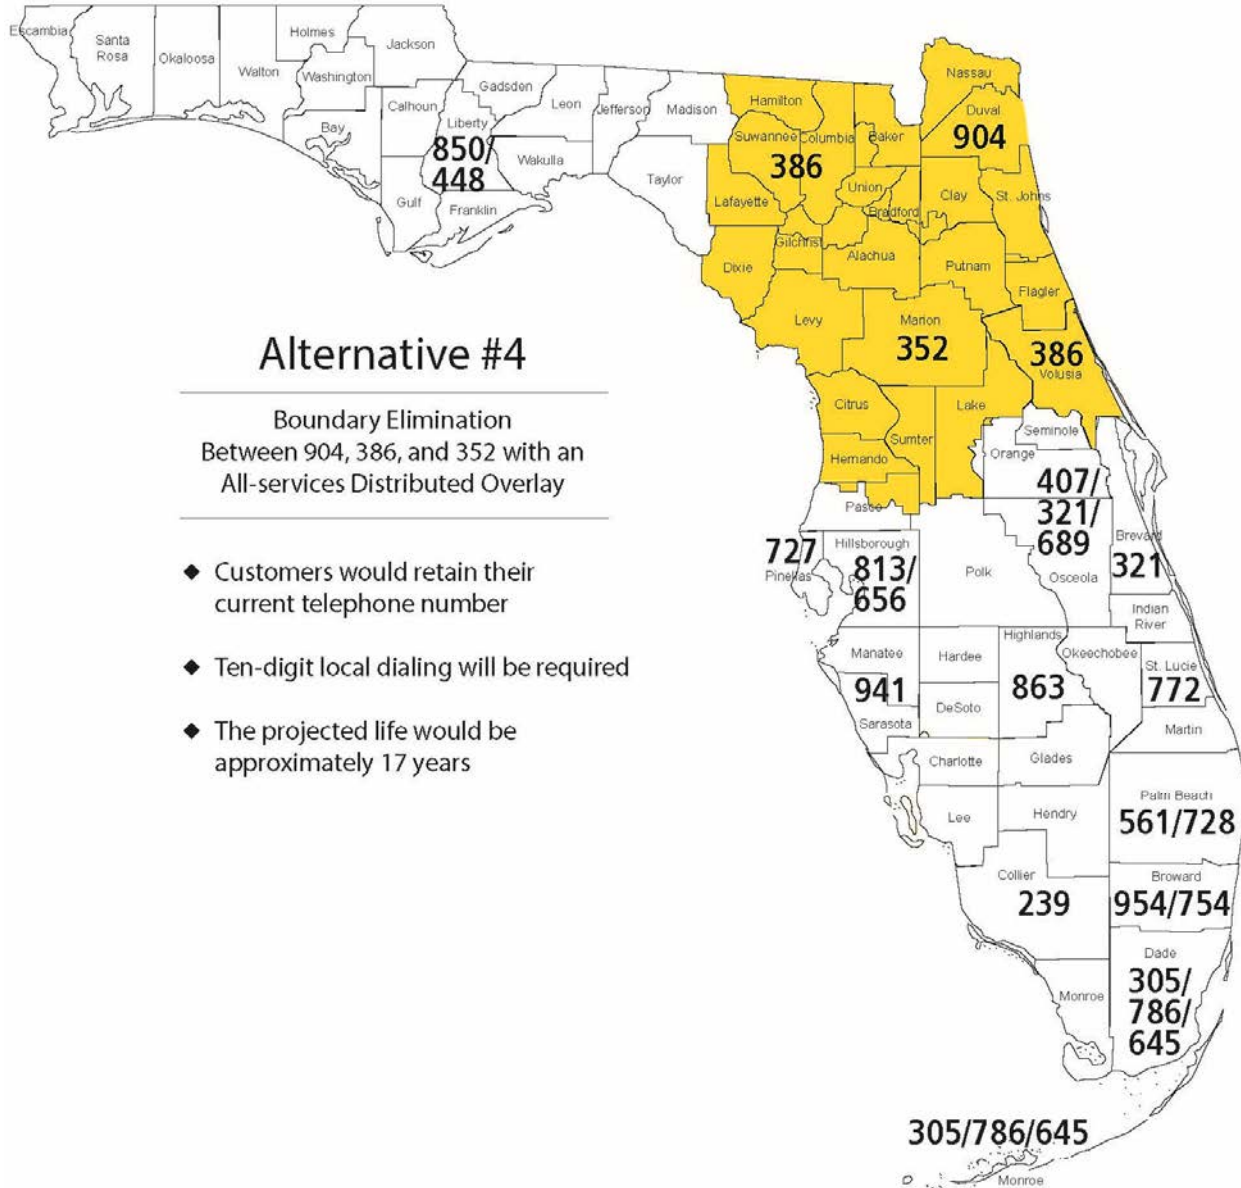 Escambia
Santa
Rosa
Okaloosa
Walton
Holmes
Washington
Jackson
Bay
Calhoun
Gulf
Gadsden
Liberty
850/
448
Franklin
Leon
Wakulla
Jefferson
Madison
Taylor
Hamilton
Suwannee
Columbia
386
Lafayette
Dixie
Baker
Union
Bradford
Gilchrist
Alachua
Nassau
Duval
904
Clay
St. Johns
Putnam
Flagler
Levy
Marion
352
386
Volusia
Citrus
Hernando
Sumter
Lake
Alternative #4
Boundary Elimination
Between 904, 386, and 352 with an
All-services Distributed Overlay
◆ Customers would retain their
current telephone number
◆ Ten-digit local dialing will be required
◆ The projected life would be
approximately 17 years
Seminole
Orange
407/
321/
689
Osceola
Brevard
321
Pasco
727
Pinellas
Hillsborough
813/
656
Polk
Indian
River
Manatee
941
Sarasota
Hardee
DeSoto
Highlands
863
Okeechobee
St. Lucie
772
Martin
Charlotte
Glades
Lee
Hendry
Palm Beach
561/728
Collier
239
Broward
954/754
Dade
305/
786/
645
Monroe
305/786/645
Monroe